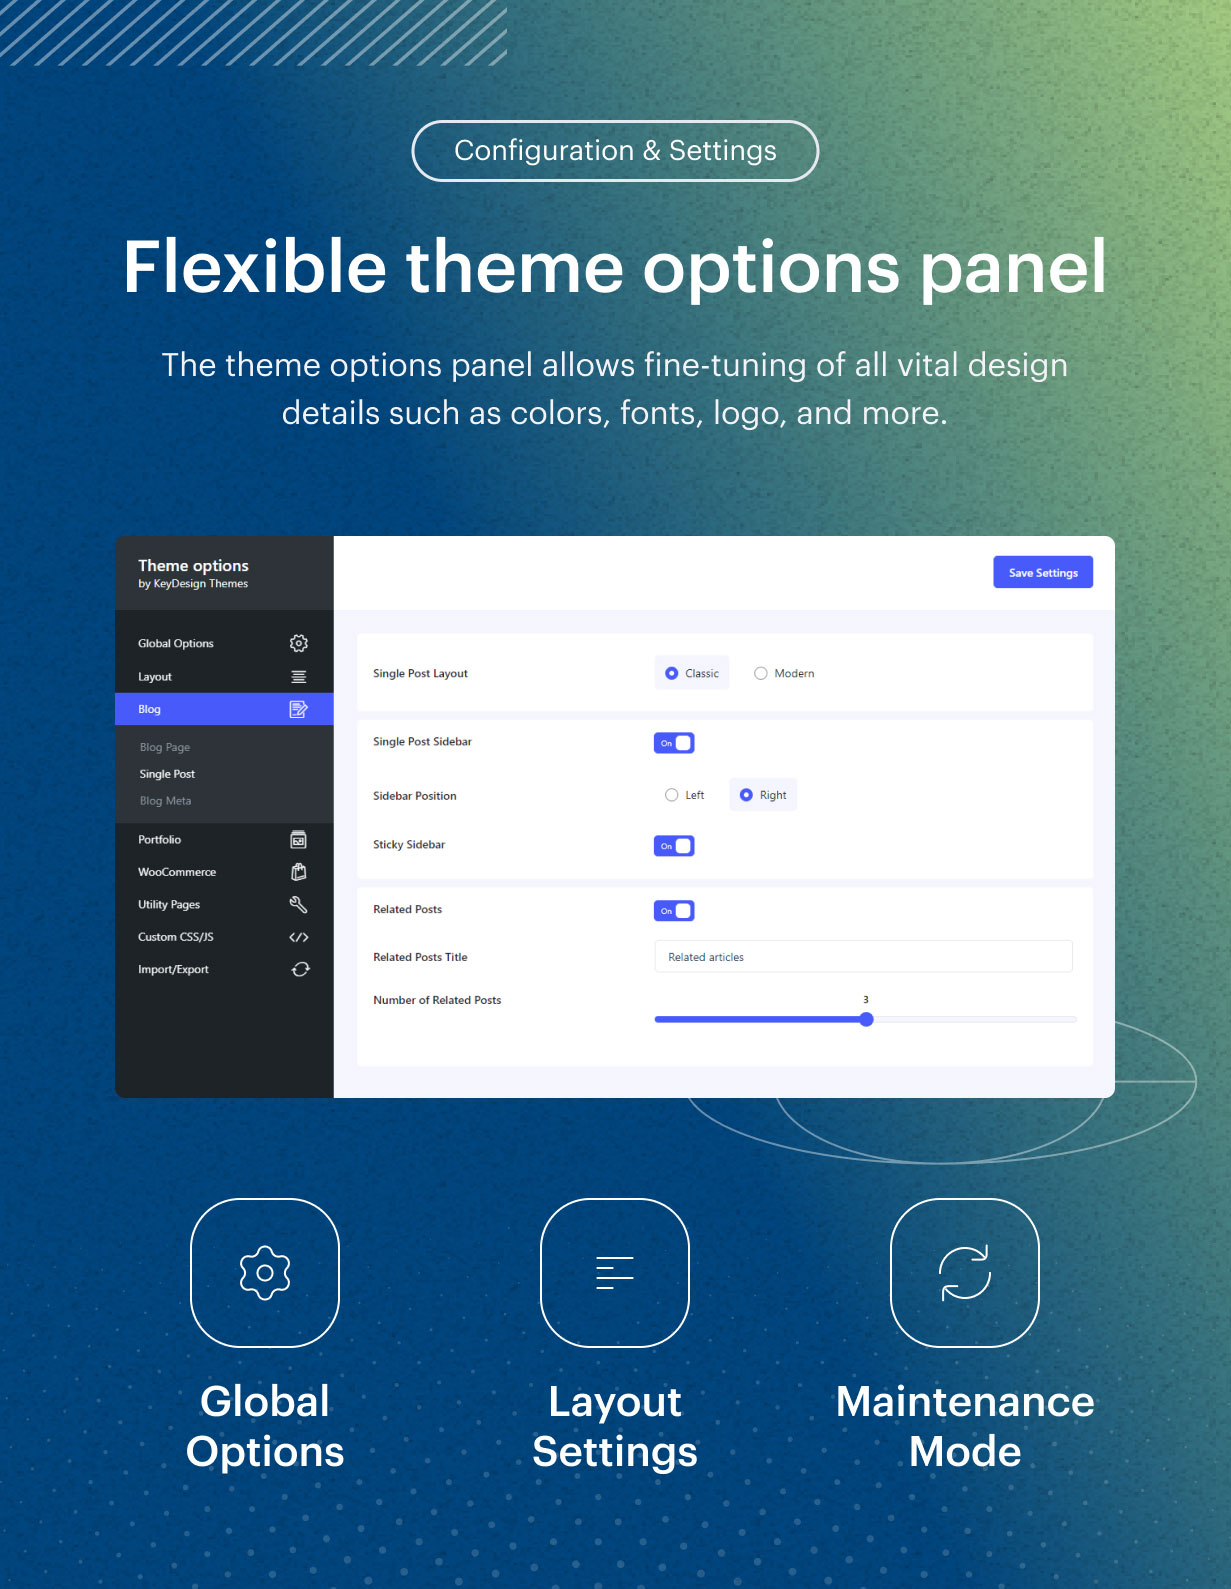 Configuration & Settings
Flexible theme options panel
The theme options panel allows fine-tuning of all vital design
details such as colors, fonts, logo, and more.
Theme options
by KeyDesign Themes
Save Settings
Global Options
Layout
Blog
Blog Page
Single Post
Blog Meta
Portfolio
WooCommerce
Utility Pages
Custom CSS/JS
Import/Export
Single Post Layout
Classic
Modern
Single Post Sidebar
On
Sidebar Position
Left
Right
Sticky Sidebar
On
Related Posts
On
Related Posts Title
Related articles
Number of Related Posts
3
Global
Options
Layout
Settings
Maintenance
Mode